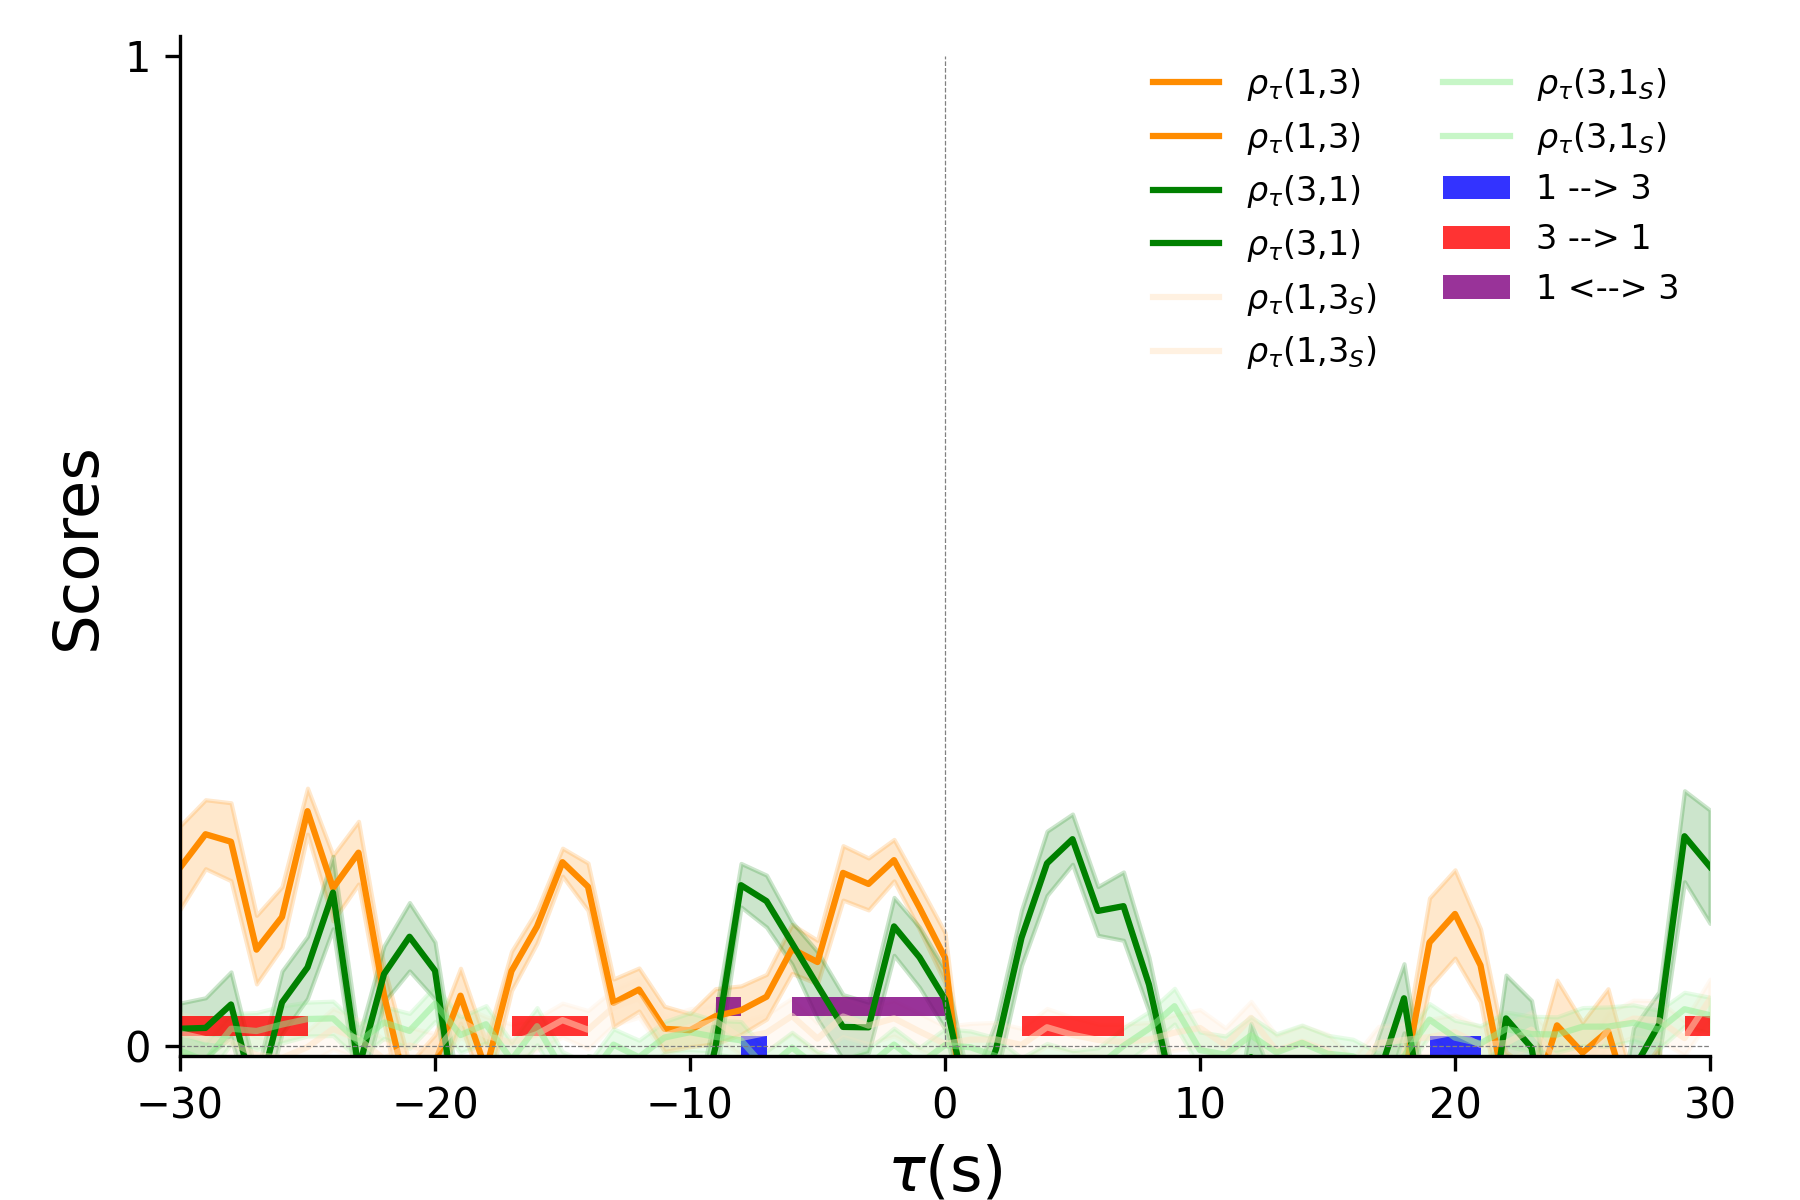 1
0
Scores
ρτ(1,3)
ρτ(1,3)
ρτ(3,1)
ρτ(3,1)
ρτ(1,3S)
ρτ(1,3S)
ρτ(3,1S)
ρτ(3,1S)
1 --> 3
3 --> 1
1 <--> 3
−30 −20 −10 0 10 20 30
τ(s)